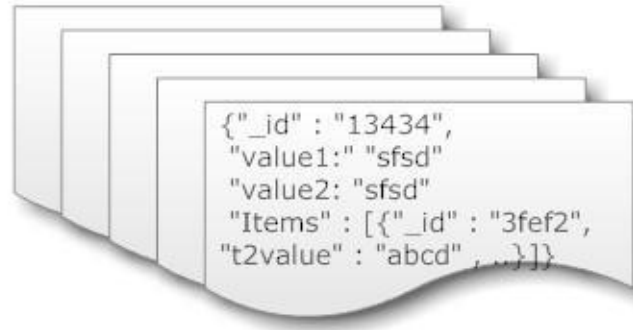 {"_id" : "13434",
"value1:" "sfsd"
"value2: "sfsd"
"Items" : [{"_id" : "3fef2",
"t2value" : "abcd" , ..}]}